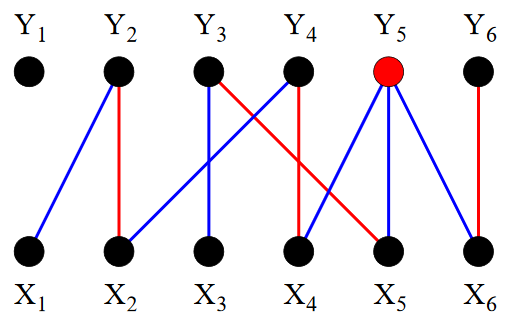 Y₁ Y₂ Y₃ Y₄ Y₅ Y₆
X₁ X₂ X₃ X₄ X₅ X₆